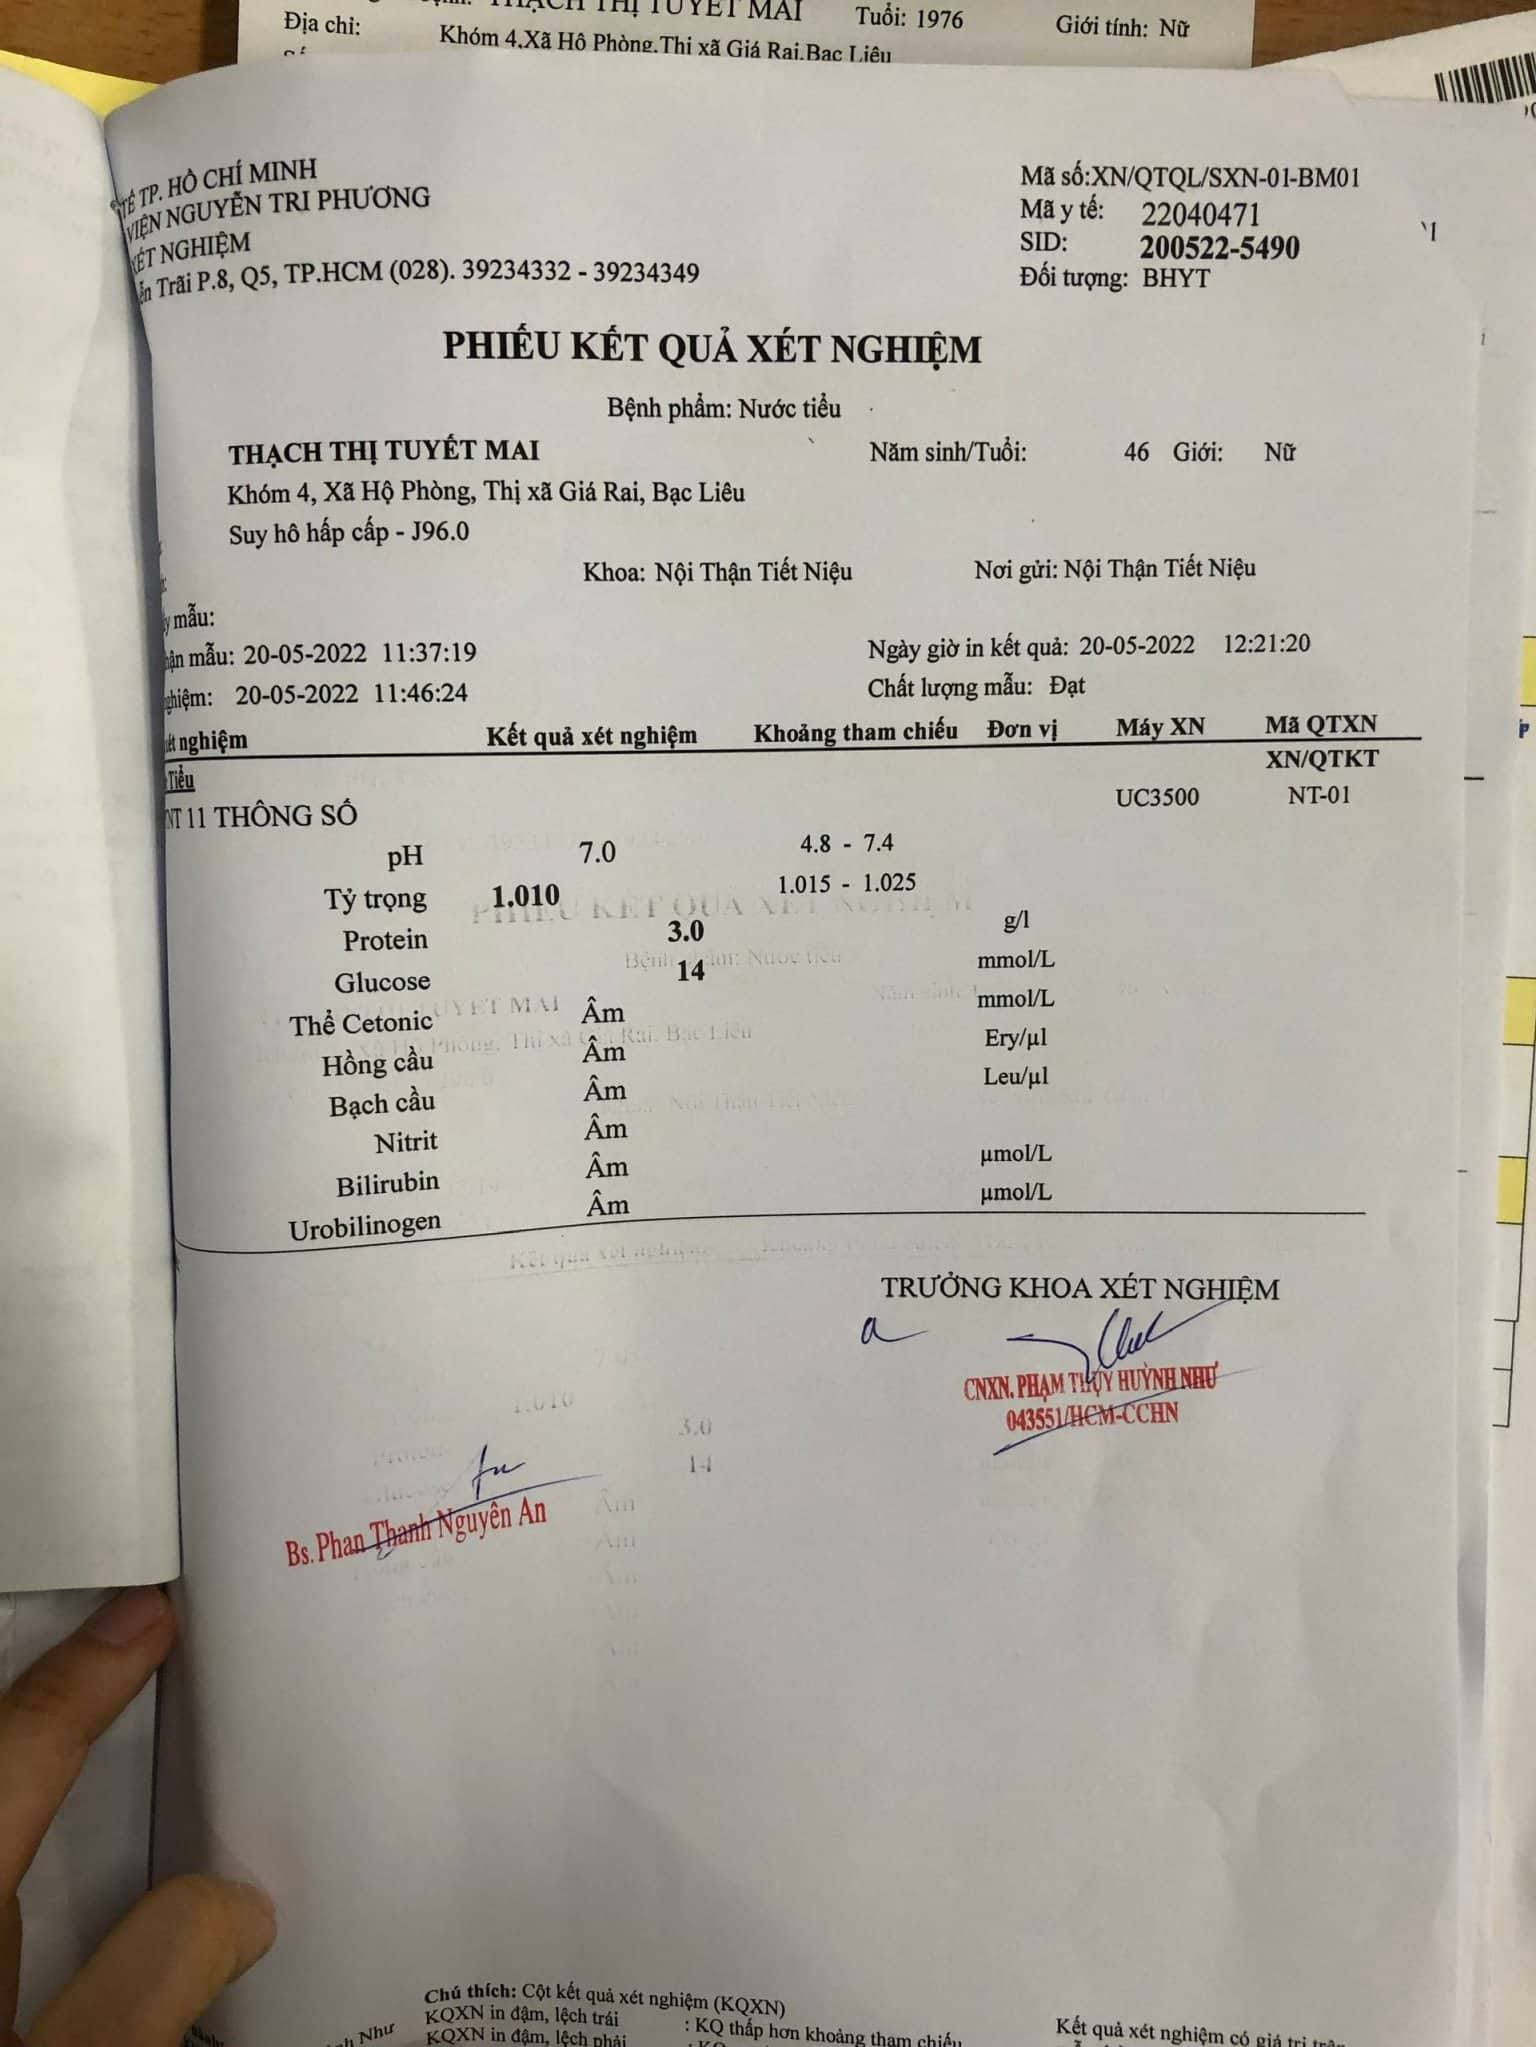 THẠCH THỊ TUYẾT MAI Tuổi: 1976 Giới tính: Nữ
Địa chỉ: Khóm 4,Xã Hộ Phòng,Thị xã Giá Rai,Bạc Liêu
TẾ TP. HỒ CHÍ MINH
VIỆN NGUYỄN TRI PHƯƠNG
XÉT NGHIỆM
ễn Trãi P.8, Q5, TP.HCM (028). 39234332 - 39234349
Mã số:XN/QTQL/SXN-01-BM01
Mã y tế: 22040471
SID: 200522-5490
Đối tượng: BHYT
PHIẾU KẾT QUẢ XÉT NGHIỆM
Bệnh phẩm: Nước tiểu
THẠCH THỊ TUYẾT MAI Năm sinh/Tuổi: 46 Giới: Nữ
Khóm 4, Xã Hộ Phòng, Thị xã Giá Rai, Bạc Liêu
Suy hô hấp cấp - J96.0
Khoa: Nội Thận Tiết Niệu Nơi gửi: Nội Thận Tiết Niệu
y mẫu:
hận mẫu: 20-05-2022 11:37:19 Ngày giờ in kết quả: 20-05-2022 12:21:20
nghiệm: 20-05-2022 11:46:24 Chất lượng mẫu: Đạt
xét nghiệm Kết quả xét nghiệm Khoảng tham chiếu Đơn vị Máy XN Mã QTXN
Tiểu XN/QTKT
NT 11 THÔNG SỐ UC3500 NT-01
pH 7.0 4.8 - 7.4
Tỷ trọng 1.010 1.015 - 1.025
Protein 3.0 g/l
Glucose 14 mmol/L
Thể Cetonic Âm mmol/L
Hồng cầu Âm Ery/µl
Bạch cầu Âm Leu/µl
Nitrit Âm
Bilirubin Âm µmol/L
Urobilinogen Âm µmol/L
TRƯỞNG KHOA XÉT NGHIỆM
CNXN. PHẠM THỤY HUỲNH NHƯ
043551/HCM-CCHN
Bs. Phan Thanh Nguyên An
Chú thích: Cột kết quả xét nghiệm (KQXN)
KQXN in đậm, lệch trái : KQ thấp hơn khoảng tham chiếu
KQXN in đậm, lệch phải
Kết quả xét nghiệm có giá trị trên
Như